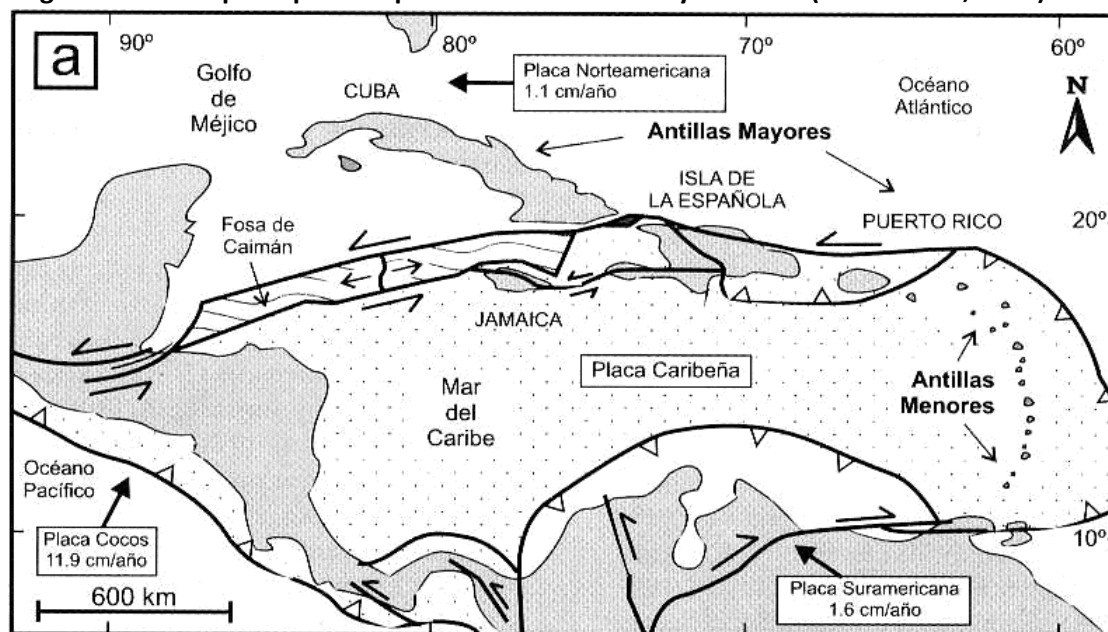 a
90º
80º
70º
60º
Golfo
de
Méjico
CUBA
Placa Norteamericana
1.1 cm/año
Océano
Atlántico
N
Antillas Mayores
ISLA DE
LA ESPAÑOLA
PUERTO RICO
20º
Fosa de
Caimán
JAMAICA
Placa Caribeña
Mar
del
Caribe
Antillas
Menores
Océano
Pacífico
Placa Cocos
11.9 cm/año
10º
Placa Suramericana
1.6 cm/año
600 km